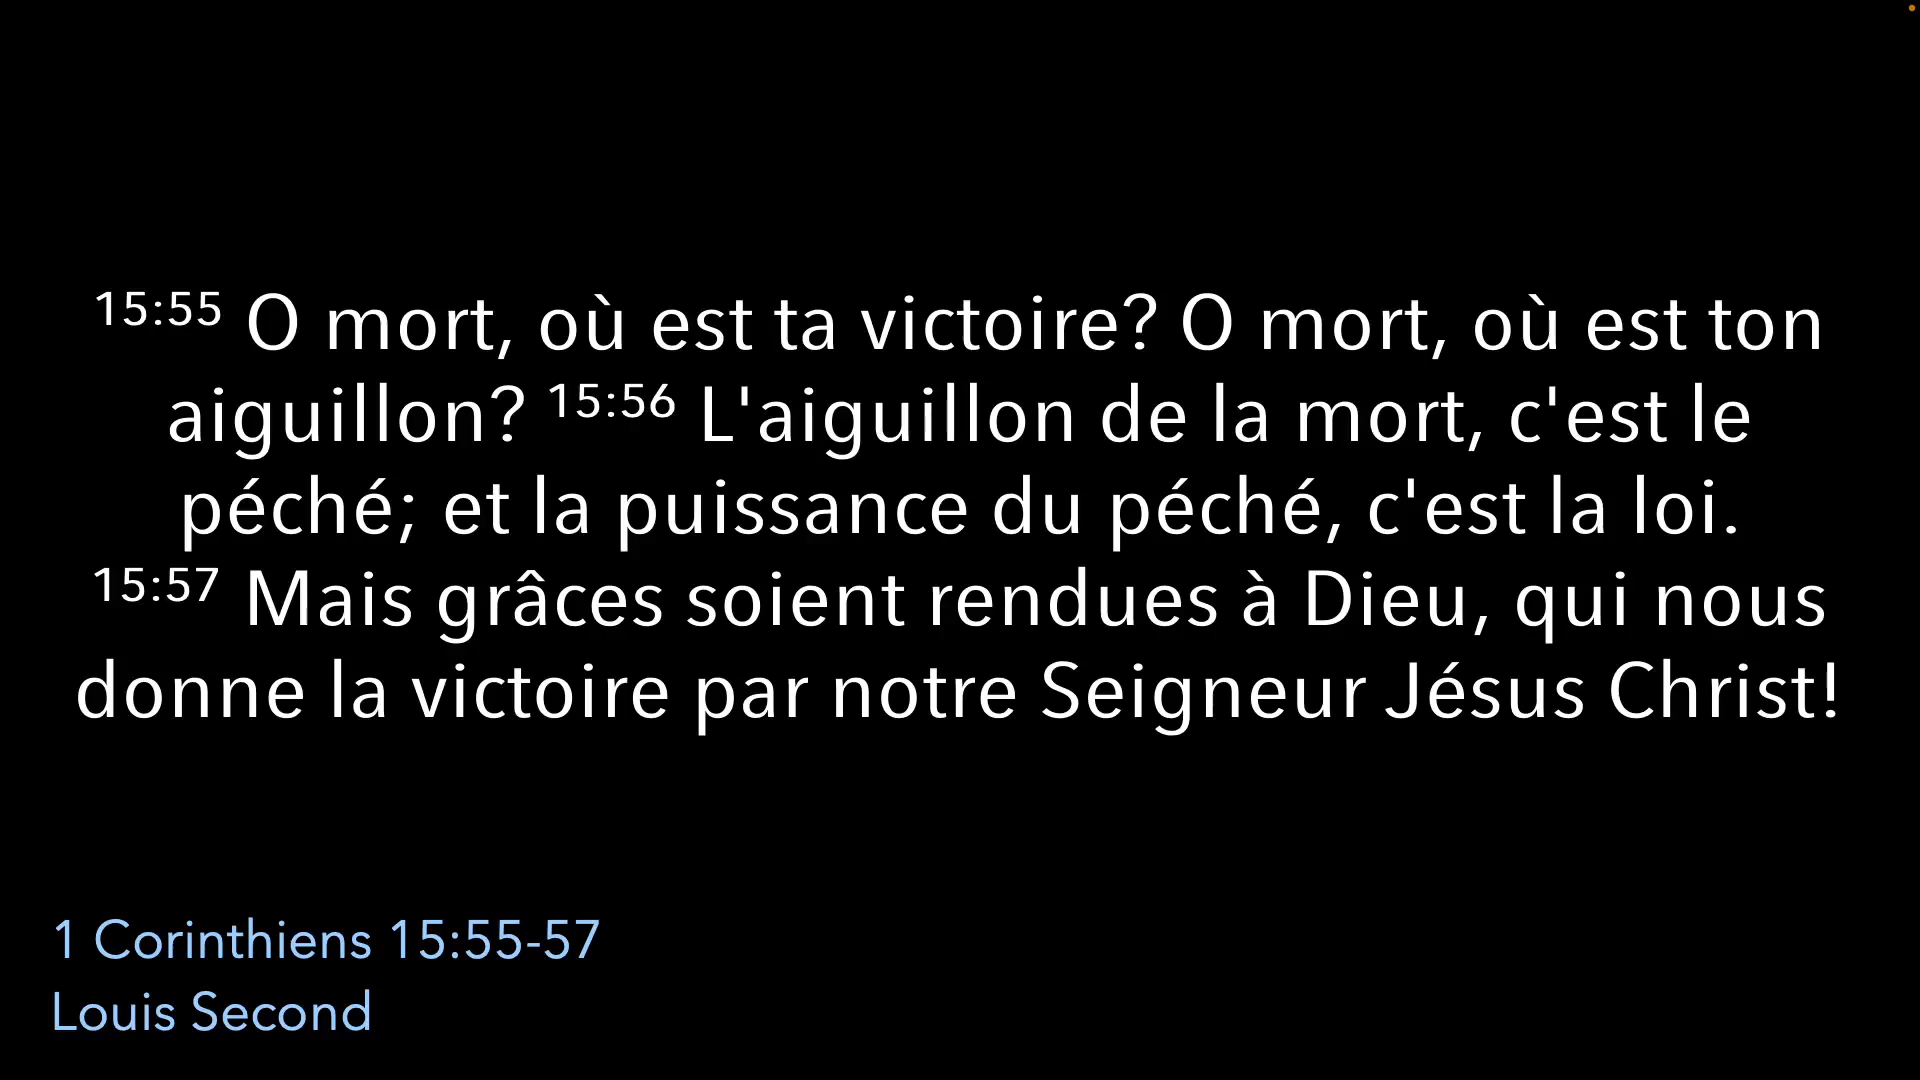 15:55 O mort, où est ta victoire? O mort, où est ton
aiguillon? 15:56 L'aiguillon de la mort, c'est le
péché; et la puissance du péché, c'est la loi.
15:57 Mais grâces soient rendues à Dieu, qui nous
donne la victoire par notre Seigneur Jésus Christ!
1 Corinthiens 15:55-57
Louis Second